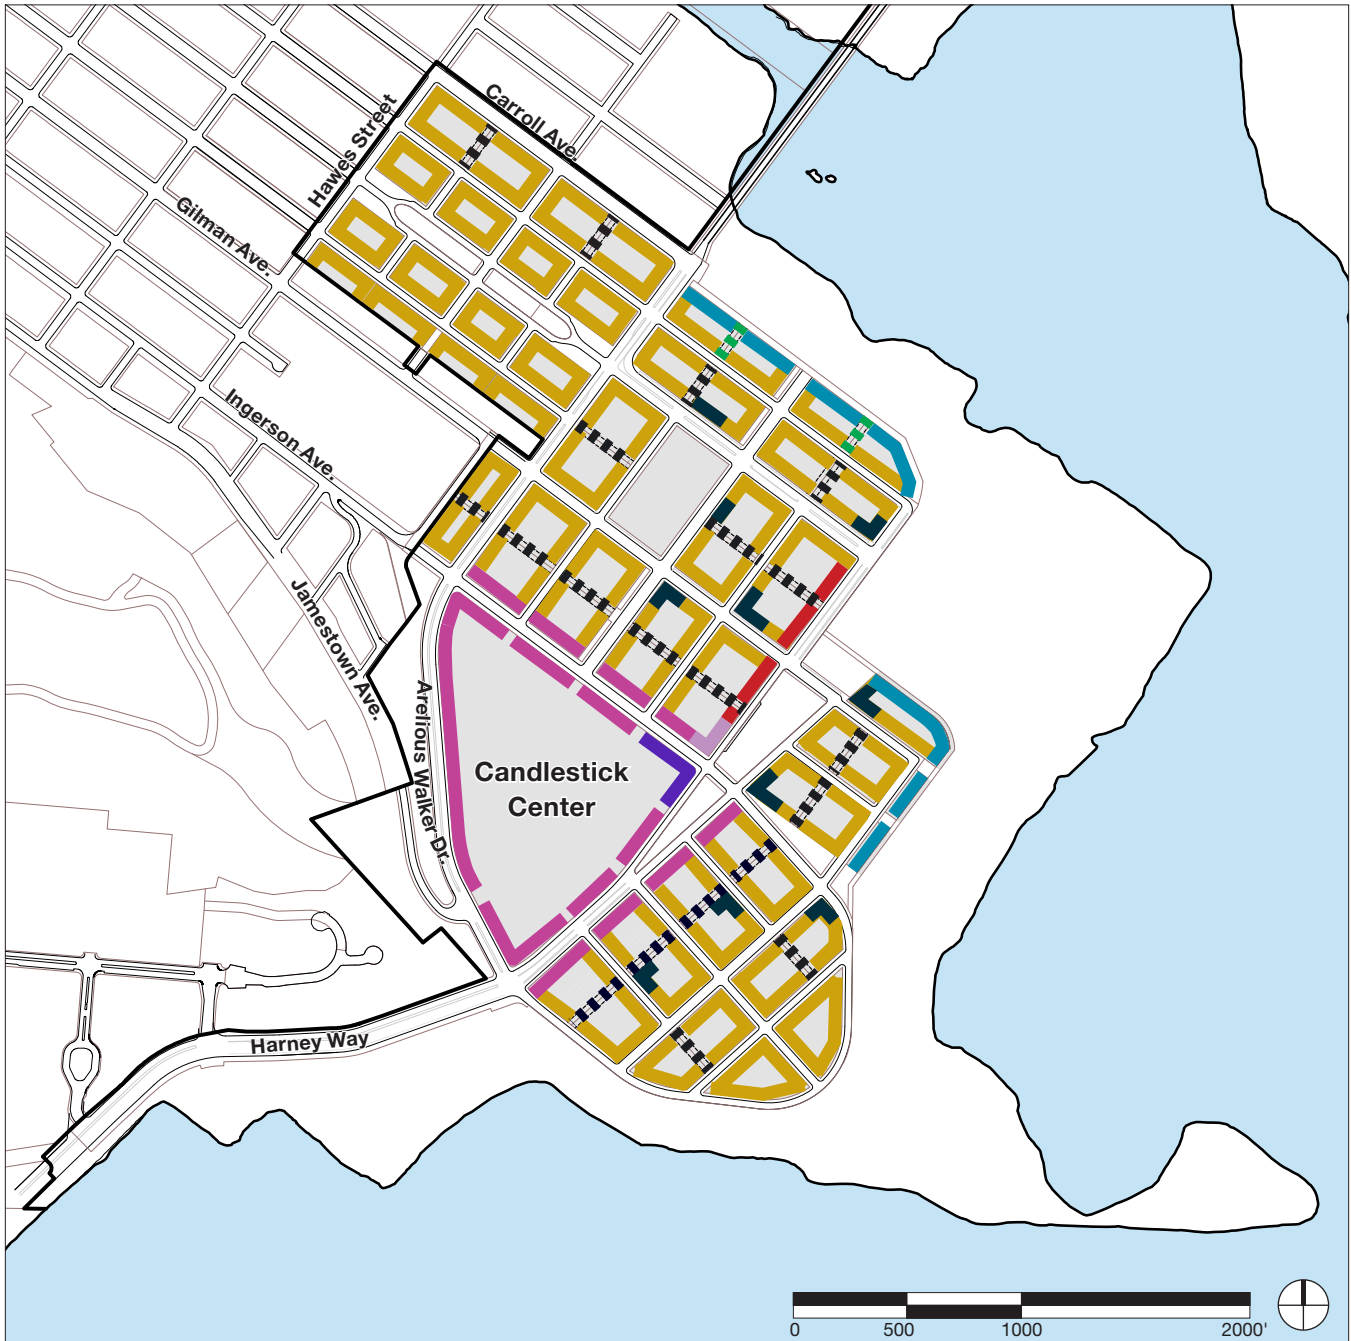 Carroll Ave.
Hawes Street
Gilman Ave.
Ingerson Ave.
Jamestown Ave.
Arelious Walker Dr.
Candlestick
Center
Harney Way
0 500 1000 2000'